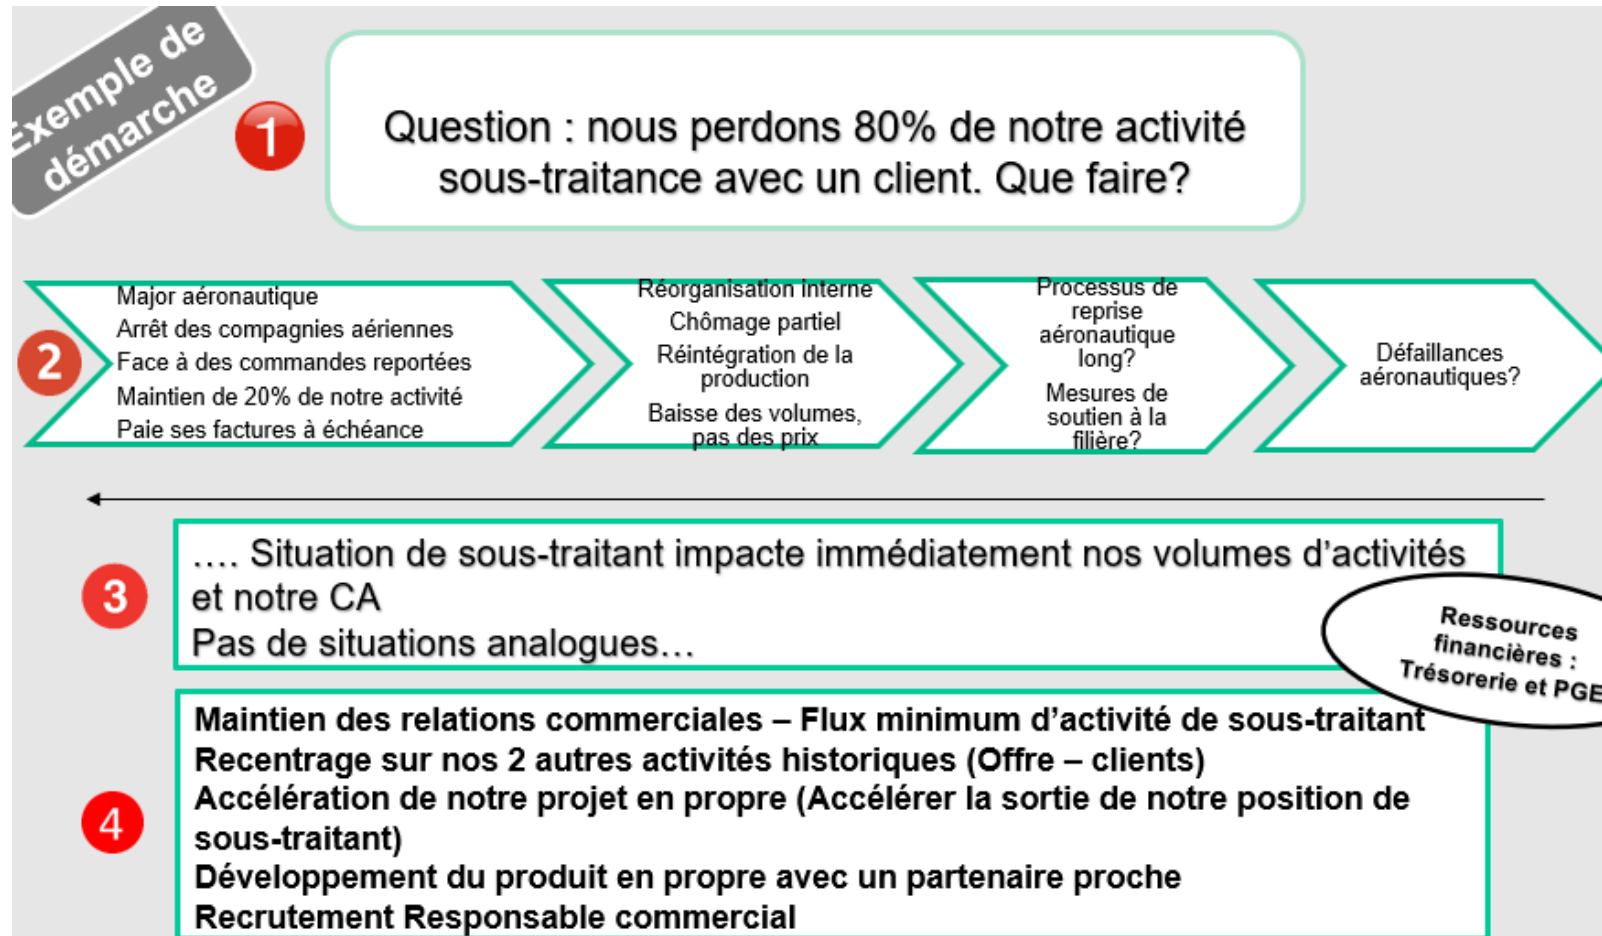 Exemple de
démarche
1
Question : nous perdons 80% de notre activité
sous-traitance avec un client. Que faire?
2
Major aéronautique
Arrêt des compagnies aériennes
Face à des commandes reportées
Maintien de 20% de notre activité
Paie ses factures à échéance
Réorganisation interne
Chômage partiel
Réintégration de la
production
Baisse des volumes,
pas des prix
Processus de
reprise
aéronautique
long?
Mesures de
soutien à la
filière?
Défaillances
aéronautiques?
3
…. Situation de sous-traitant impacte immédiatement nos volumes d’activités
et notre CA
Pas de situations analogues…
Ressources
financières :
Trésorerie et PGE
4
Maintien des relations commerciales – Flux minimum d’activité de sous-traitant
Recentrage sur nos 2 autres activités historiques (Offre – clients)
Accélération de notre projet en propre (Accélérer la sortie de notre position de
sous-traitant)
Développement du produit en propre avec un partenaire proche
Recrutement Responsable commercial